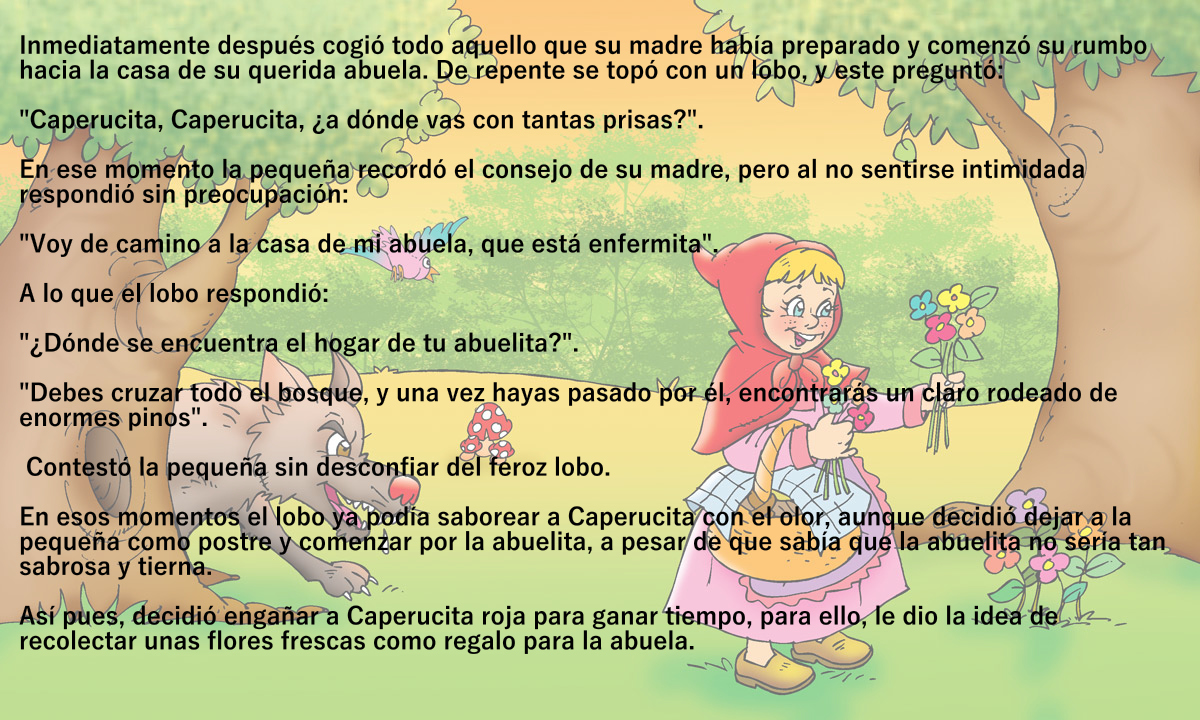 Inmediatamente después cogió todo aquello que su madre había preparado y comenzó su rumbo
hacia la casa de su querida abuela. De repente se topó con un lobo, y este preguntó:
"Caperucita, Caperucita, ¿a dónde vas con tantas prisas?".
En ese momento la pequeña recordó el consejo de su madre, pero al no sentirse intimidada
respondió sin preocupación:
"Voy de camino a la casa de mi abuela, que está enfermita".
A lo que el lobo respondió:
"¿Dónde se encuentra el hogar de tu abuelita?".
"Debes cruzar todo el bosque, y una vez hayas pasado por él, encontrarás un claro rodeado de
enormes pinos".
Contestó la pequeña sin desconfiar del feroz lobo.
En esos momentos el lobo ya podía saborear a Caperucita con el olor, aunque decidió dejar a la
pequeña como postre y comenzar por la abuelita, a pesar de que sabía que la abuelita no sería tan
sabrosa y tierna.
Así pues, decidió engañar a Caperucita roja para ganar tiempo, para ello, le dio la idea de
recolectar unas flores frescas como regalo para la abuela.